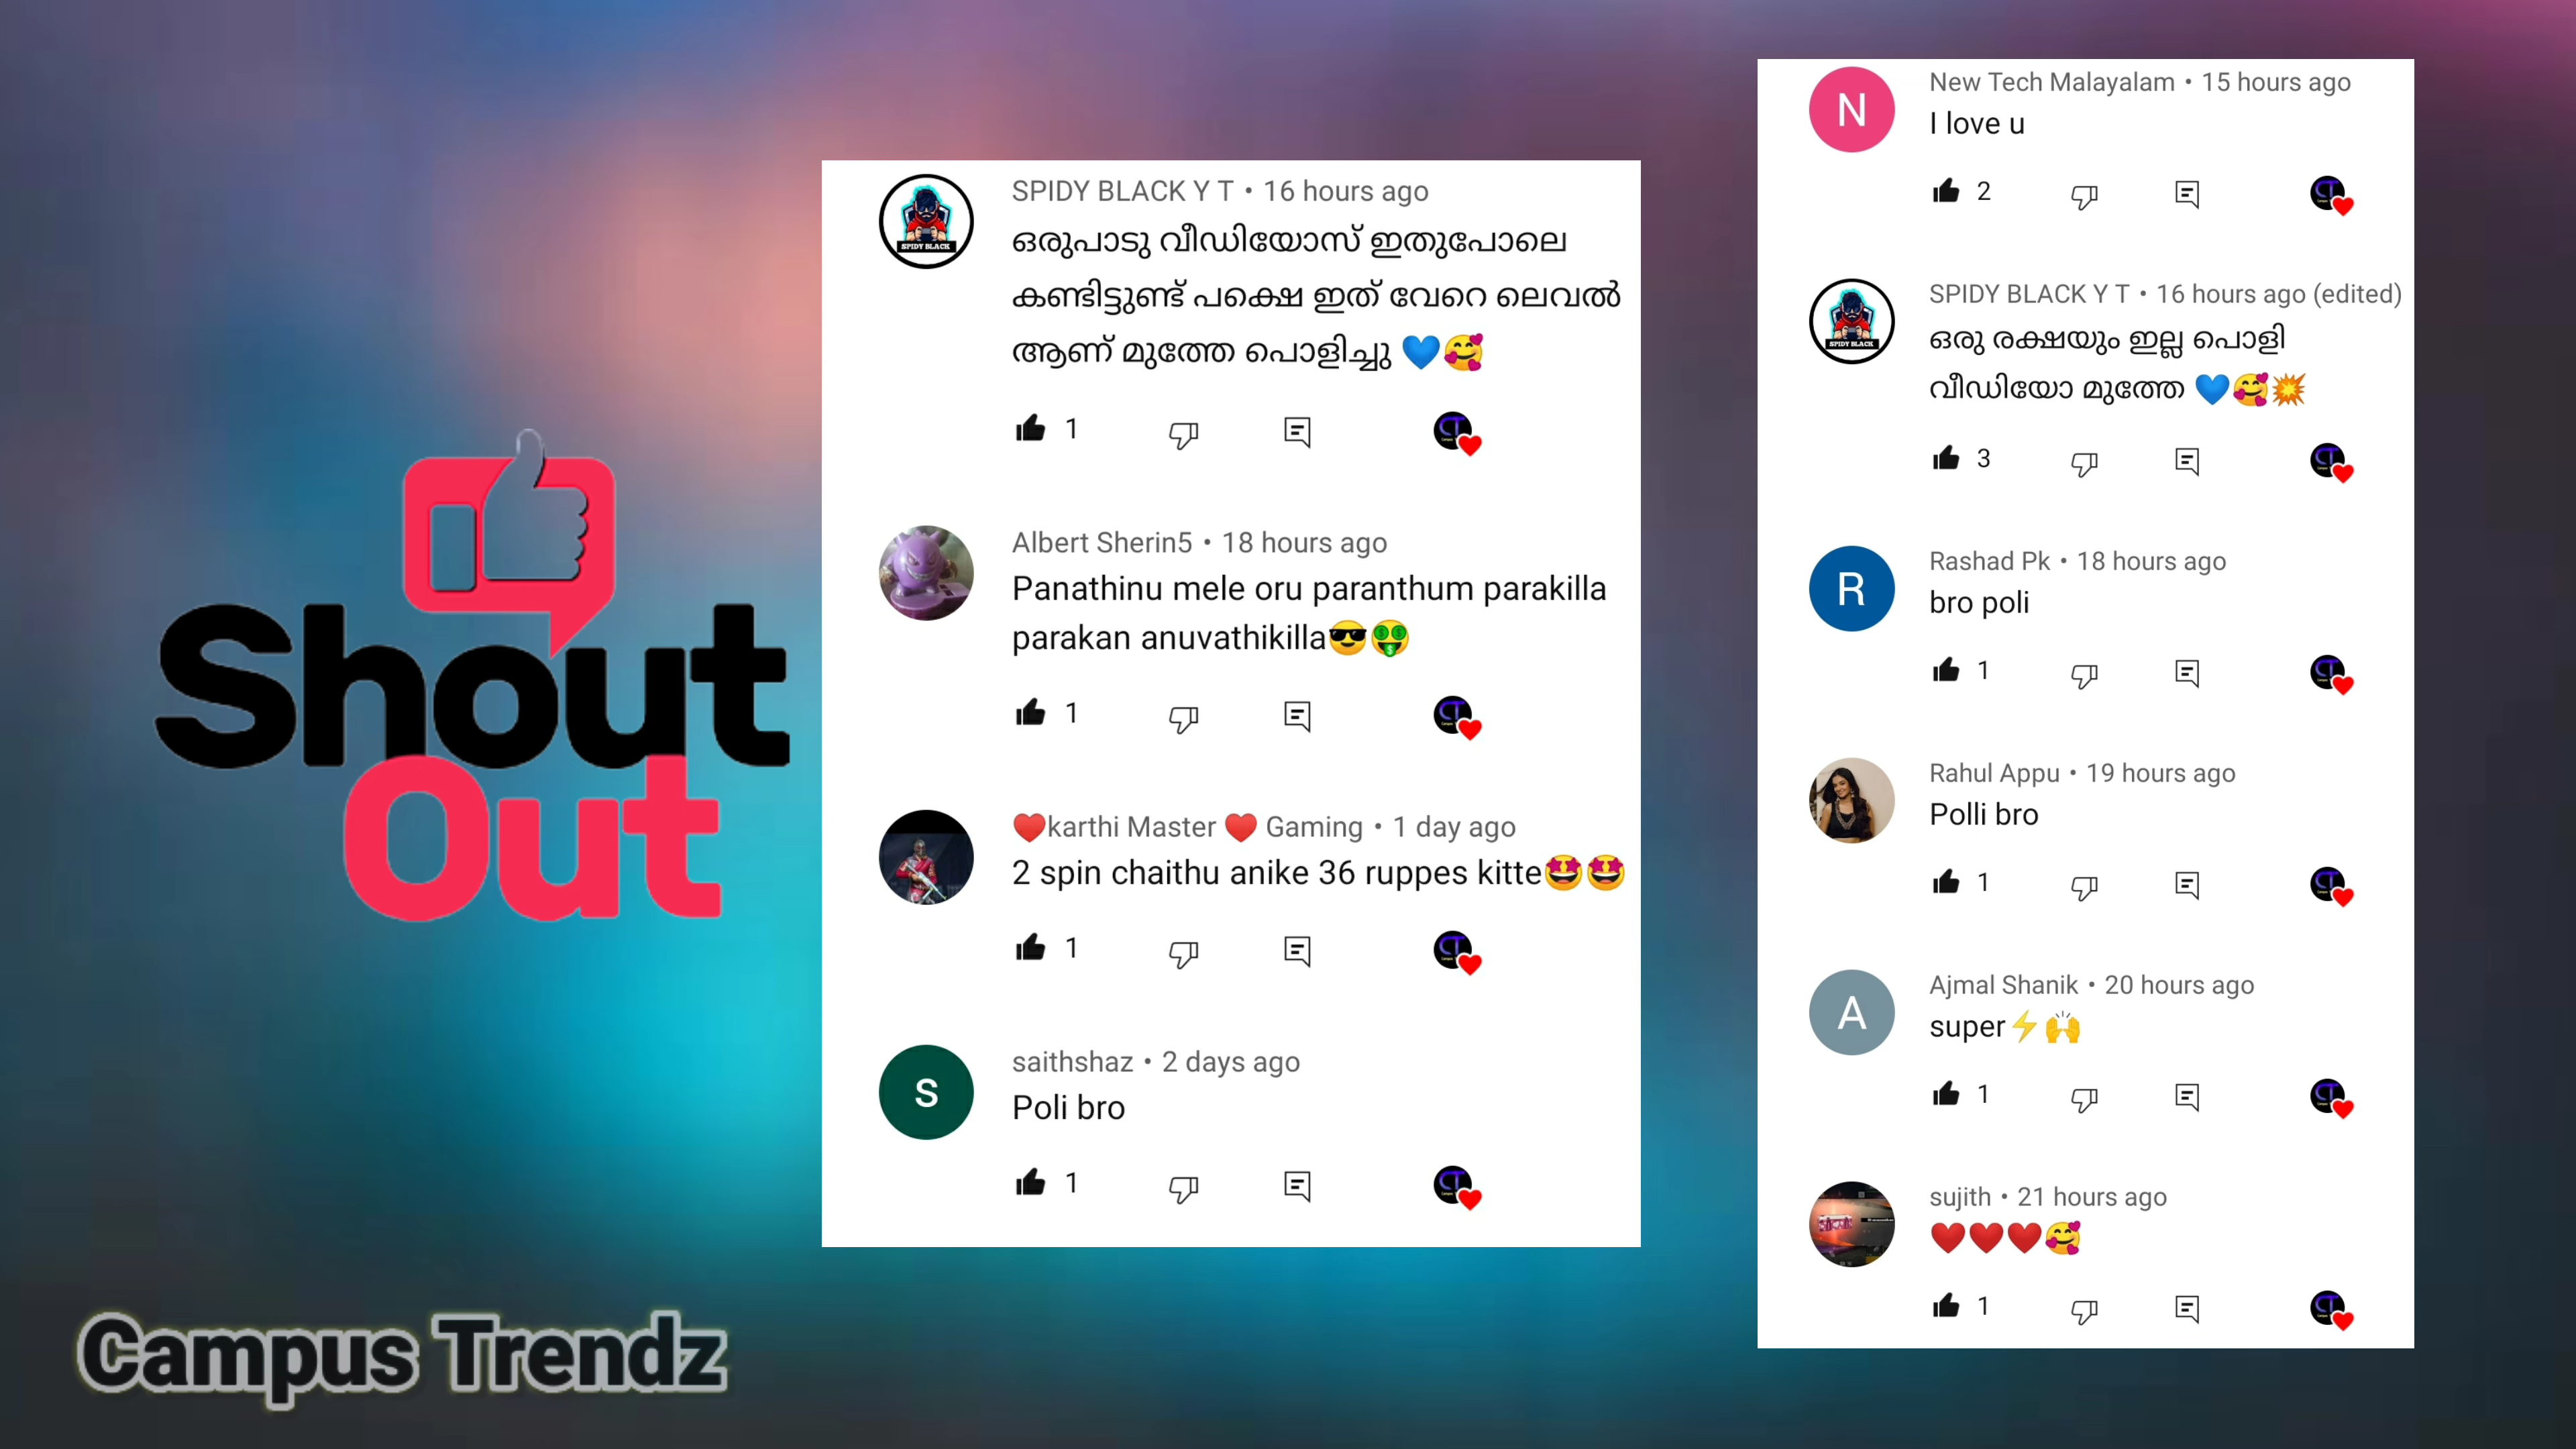 Shout
Out
Campus Trendz
SPIDY BLACK Y T • 16 hours ago
SPIDY BLACK
ഒരുപാടു വീഡിയോസ് ഇതുപോലെ
കണ്ടിട്ടുണ്ട് പക്ഷെ ഇത് വേറെ ലെവൽ
ആണ് മുത്തേ പൊളിച്ചു 💙🥰
1
Albert Sherin5 • 18 hours ago
Panathinu mele oru paranthum parakilla
parakan anuvathikilla😎🤑
1
❤️karthi Master ❤️ Gaming • 1 day ago
2 spin chaithu anike 36 ruppes kitte🤩🤩
1
S
saithshaz • 2 days ago
Poli bro
1
N
New Tech Malayalam • 15 hours ago
I love u
2
SPIDY BLACK Y T • 16 hours ago (edited)
SPIDY BLACK
ഒരു രക്ഷയും ഇല്ല പൊളി
വീഡിയോ മുത്തേ 💙🥰💥
3
R
Rashad Pk • 18 hours ago
bro poli
1
Rahul Appu • 19 hours ago
Polli bro
1
A
Ajmal Shanik • 20 hours ago
super⚡🙌
1
sujith • 21 hours ago
❤️❤️❤️🥰
1